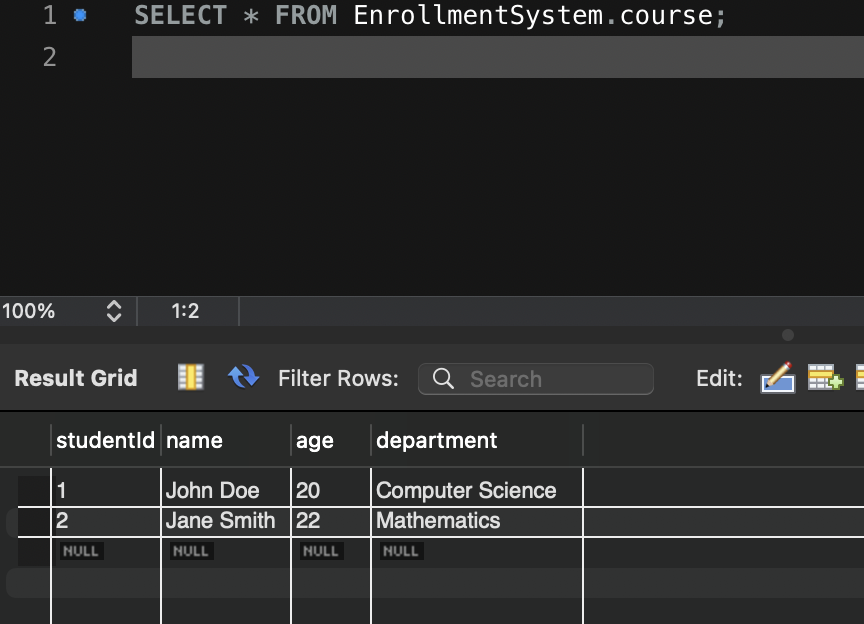 1 SELECT * FROM EnrollmentSystem.course;
2
100% 1:2
Result Grid Filter Rows: Search Edit:
studentId name age department
1 John Doe 20 Computer Science
2 Jane Smith 22 Mathematics
NULL NULL NULL NULL